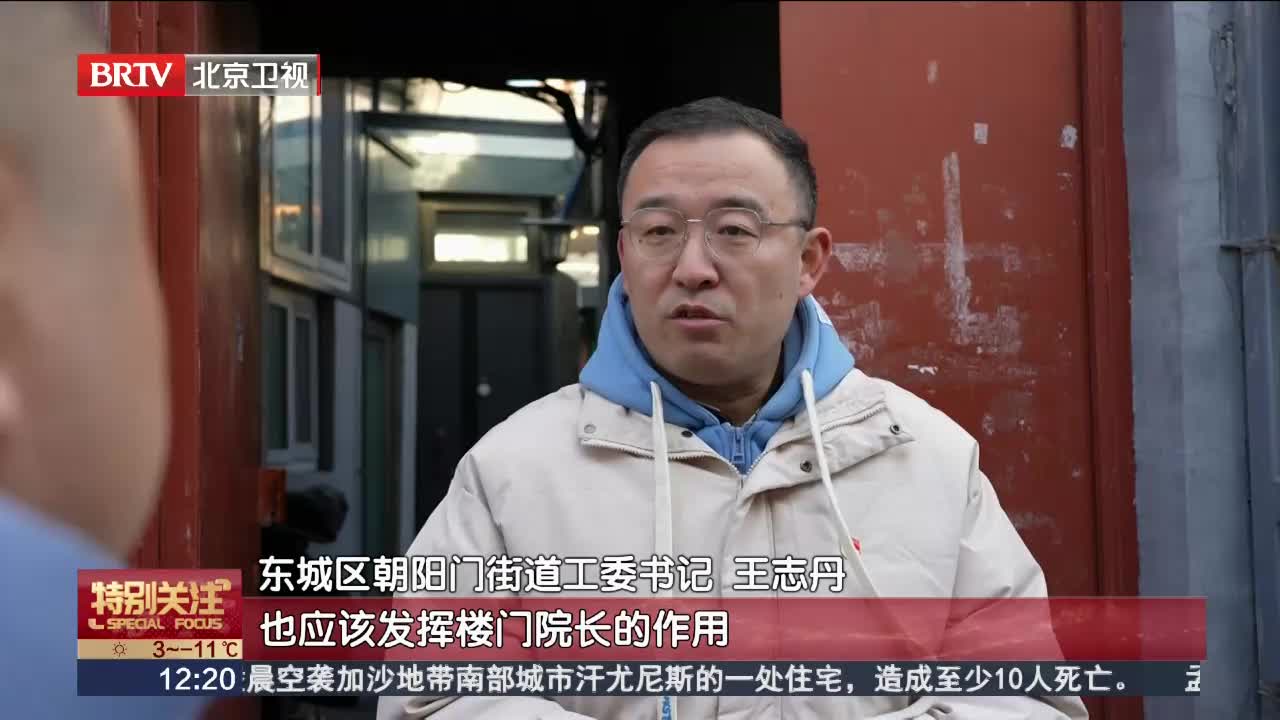 BRTV 北京卫视
东城区朝阳门街道工委书记 王志丹
特别关注
SPECIAL FOCUS
也应该发挥楼门院长的作用
3~-11℃
12:20 晨空袭加沙地带南部城市汗尤尼斯的一处住宅，造成至少10人死亡。